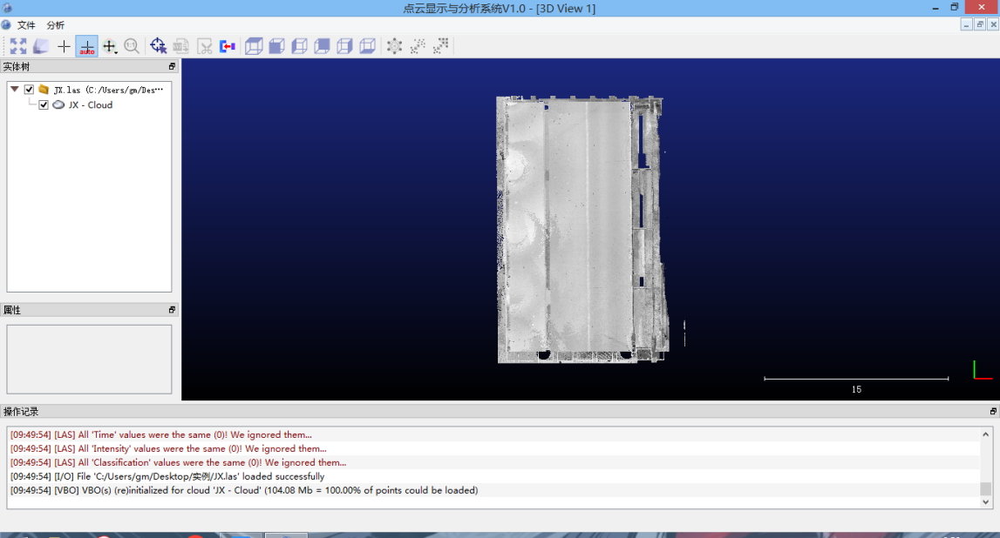 点云显示与分析系统V1.0 - [3D View 1]
文件 分析
auto 1:1
实体树
JX.las (C:/Users/gm/Des···
JX - Cloud
属性
15
操作记录
[09:49:54] [LAS] All 'Time' values were the same (0)! We ignored them...
[09:49:54] [LAS] All 'Intensity' values were the same (0)! We ignored them...
[09:49:54] [LAS] All 'Classification' values were the same (0)! We ignored them...
[09:49:54] [I/O] File 'C:/Users/gm/Desktop/实例/JX.las' loaded successfully
[09:49:54] [VBO] VBO(s) (re)initialized for cloud 'JX - Cloud' (104.08 Mb = 100.00% of points could be loaded)